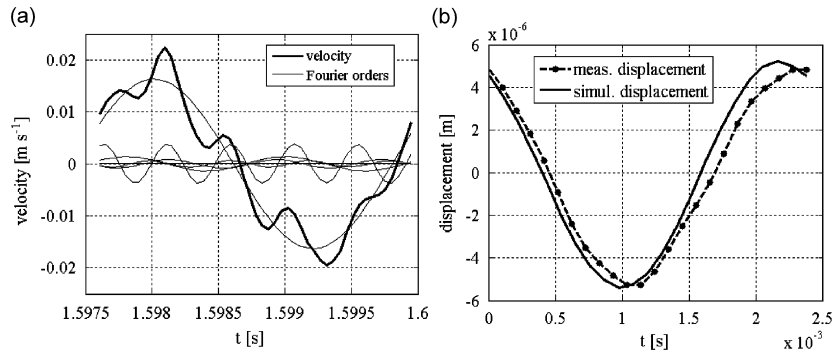 (a)
velocity
Fourier orders
0.02
0.01
0
-0.01
-0.02
velocity [m s⁻¹]
1.5975 1.598 1.5985 1.599 1.5995 1.6
t [s]
(b)
x 10⁻⁶
meas. displacement
simul. displacement
6
4
2
0
-2
-4
-6
displacement [m]
0 0.5 1 1.5 2 2.5
t [s]
x 10⁻³